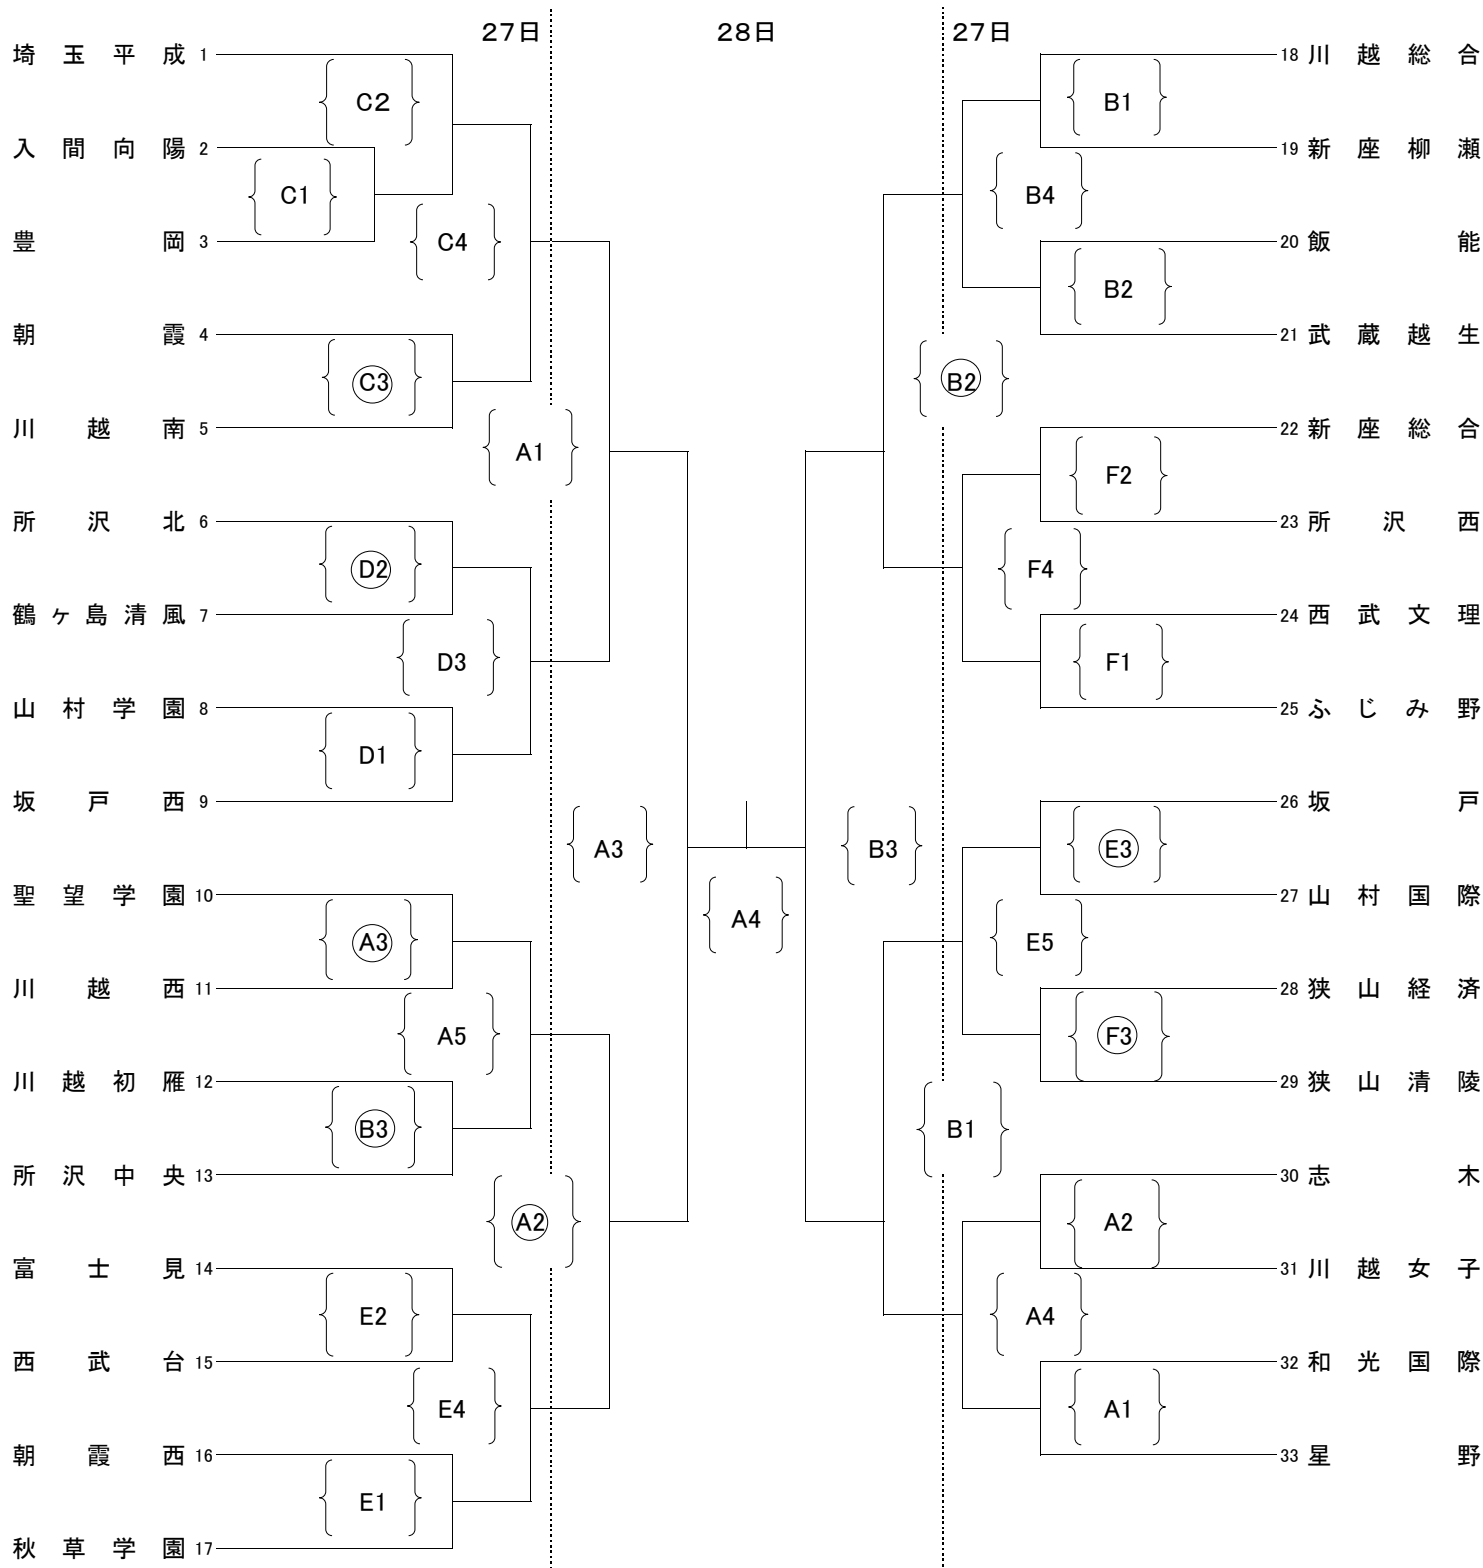 27日 28日 27日
埼玉平成 1
C2
入間向陽 2
C1
豊岡 3
C4
朝霞 4
C3
川越南 5
A1
所沢北 6
D2
鶴ヶ島清風 7
D3
山村学園 8
D1
坂戸西 9
A3
聖望学園 10
A3
川越西 11
A5
川越初雁 12
B3
所沢中央 13
A2
富士見 14
E2
西武台 15
E4
朝霞西 16
E1
秋草学園 17
A4
18 川越総合
B1
19 新座柳瀬
B4
20 飯能
B2
21 武蔵越生
B2
22 新座総合
F2
23 所沢西
F4
24 西武文理
F1
25 ふじみ野
B3
26 坂戸
E3
27 山村国際
E5
28 狭山経済
F3
29 狭山清陵
B1
30 志木
A2
31 川越女子
A4
32 和光国際
A1
33 星野